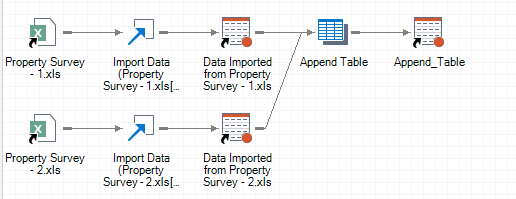 Property Survey
- 1.xls
Import Data
(Property
Survey - 1.xls[...
Data Imported
from Property
Survey - 1.xls
Append Table
Append_Table
Property Survey
- 2.xls
Import Data
(Property
Survey - 2.xls[...
Data Imported
from Property
Survey - 2.xls